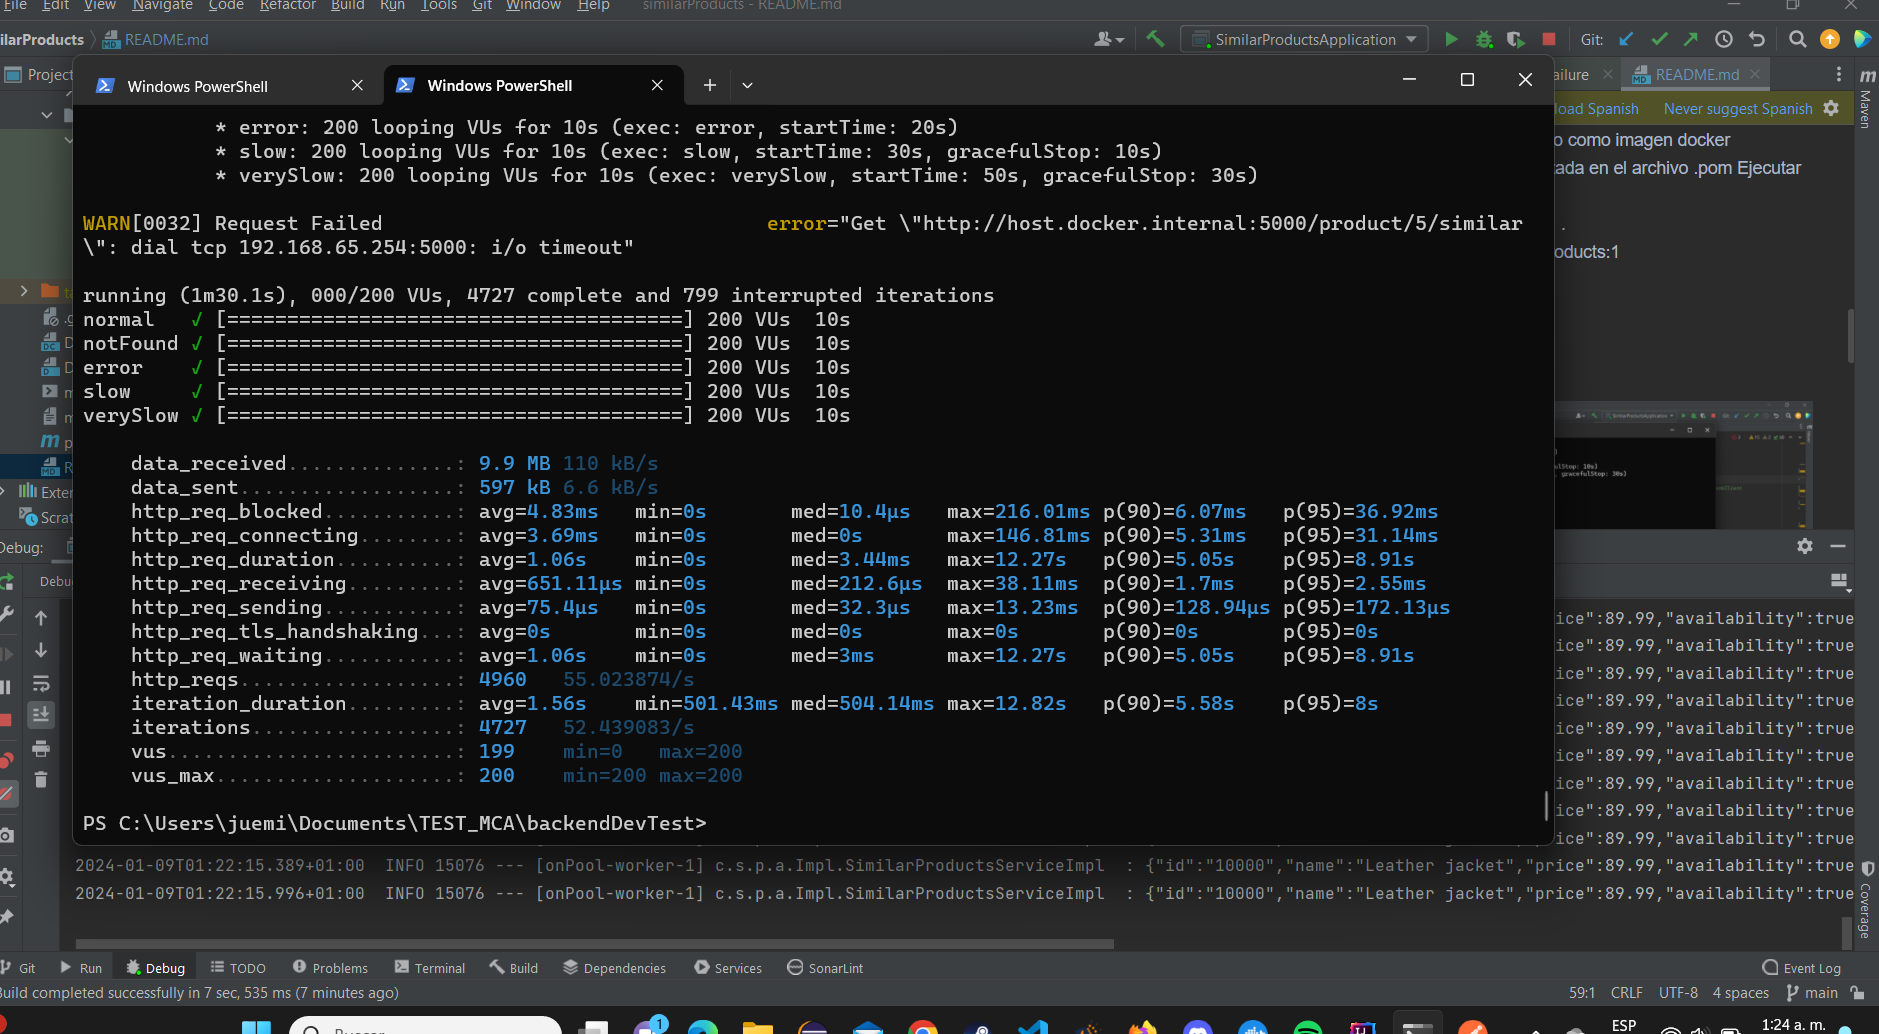 File Edit View Navigate Code Refactor Build Run Tools Git Window Help similarProducts - README.md
ilarProducts README.md SimilarProductsApplication Git:
Project
Windows PowerShell Windows PowerShell
ailure README.md
load Spanish Never suggest Spanish
o como imagen docker
ada en el archivo .pom Ejecutar
.
oducts:1
Maven
* error: 200 looping VUs for 10s (exec: error, startTime: 20s)
* slow: 200 looping VUs for 10s (exec: slow, startTime: 30s, gracefulStop: 10s)
* verySlow: 200 looping VUs for 10s (exec: verySlow, startTime: 50s, gracefulStop: 30s)
WARN[0032] Request Failed error="Get \"http://host.docker.internal:5000/product/5/similar
\": dial tcp 192.168.65.254:5000: i/o timeout"
running (1m30.1s), 000/200 VUs, 4727 complete and 799 interrupted iterations
normal ✓ [======================================] 200 VUs 10s
notFound ✓ [======================================] 200 VUs 10s
error ✓ [======================================] 200 VUs 10s
slow ✓ [======================================] 200 VUs 10s
verySlow ✓ [======================================] 200 VUs 10s
data_received..............: 9.9 MB 110 kB/s
data_sent..................: 597 kB 6.6 kB/s
http_req_blocked...........: avg=4.83ms min=0s med=10.4µs max=216.01ms p(90)=6.07ms p(95)=36.92ms
http_req_connecting........: avg=3.69ms min=0s med=0s max=146.81ms p(90)=5.31ms p(95)=31.14ms
http_req_duration..........: avg=1.06s min=0s med=3.44ms max=12.27s p(90)=5.05s p(95)=8.91s
http_req_receiving.........: avg=651.11µs min=0s med=212.6µs max=38.11ms p(90)=1.7ms p(95)=2.55ms
http_req_sending...........: avg=75.4µs min=0s med=32.3µs max=13.23ms p(90)=128.94µs p(95)=172.13µs
http_req_tls_handshaking...: avg=0s min=0s med=0s max=0s p(90)=0s p(95)=0s
http_req_waiting...........: avg=1.06s min=0s med=3ms max=12.27s p(90)=5.05s p(95)=8.91s
http_reqs..................: 4960 55.023874/s
iteration_duration.........: avg=1.56s min=501.43ms med=504.14ms max=12.82s p(90)=5.58s p(95)=8s
iterations.................: 4727 52.439083/s
vus........................: 199 min=0 max=200
vus_max....................: 200 min=200 max=200
PS C:\Users\juemi\Documents\TEST_MCA\backendDevTest>
Exter
Scrat
Debug:
Debu
ice":89.99,"availability":true
ice":89.99,"availability":true
ice":89.99,"availability":true
ice":89.99,"availability":true
ice":89.99,"availability":true
ice":89.99,"availability":true
ice":89.99,"availability":true
ice":89.99,"availability":true
ice":89.99,"availability":true
2024-01-09T01:22:15.389+01:00 INFO 15076 --- [onPool-worker-1] c.s.p.a.Impl.SimilarProductsServiceImpl : {"id":"10000","name":"Leather jacket","price":89.99,"availability":true
2024-01-09T01:22:15.996+01:00 INFO 15076 --- [onPool-worker-1] c.s.p.a.Impl.SimilarProductsServiceImpl : {"id":"10000","name":"Leather jacket","price":89.99,"availability":true
Coverage
Git Run Debug TODO Problems Terminal Build Dependencies Services SonarLint Event Log
Build completed successfully in 7 sec, 535 ms (7 minutes ago) 59:1 CRLF UTF-8 4 spaces main
Buscar 1 ESP 1:24 a. m.